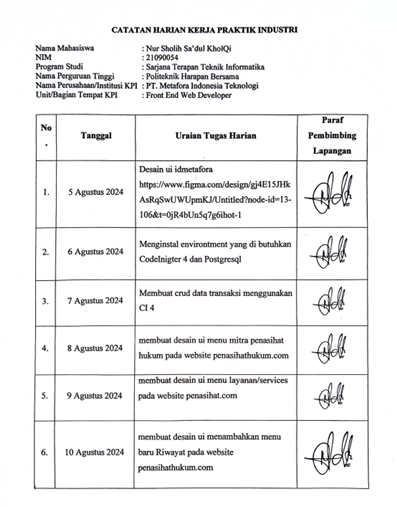 CATATAN HARIAN KERJA PRAKTIK INDUSTRI
Nama Mahasiswa : Nur Sholih Sa’dul KholQi
NIM : 21090054
Program Studi : Sarjana Terapan Teknik Informatika
Nama Perguruan Tinggi : Politeknik Harapan Bersama
Nama Perusahaan/Institusi KPI : PT. Metafora Indonesia Teknologi
Unit/Bagian Tempat KPI : Front End Web Developer
No. Tanggal Uraian Tugas Harian Paraf Pembimbing Lapangan
1. 5 Agustus 2024 Desain ui idmetafora
https://www.figma.com/design/gj4E15JHk
AsRqSwUWUpmKJ/Untitled?node-id=13-
106&t=0jR4bUn5q7g6ihot-1
2. 6 Agustus 2024 Menginstal environtment yang di butuhkan
CodeInigter 4 dan Postgresql
3. 7 Agustus 2024 Membuat crud data transaksi menggunakan
CI 4
4. 8 Agustus 2024 membuat desain ui menu mitra penasihat
hukum pada website penasihathukum.com
5. 9 Agustus 2024 membuat desain ui menu layanan/services
pada website penasihat.com
6. 10 Agustus 2024 membuat desain ui menambahkan menu
baru Riwayat pada website
penasihathukum.com